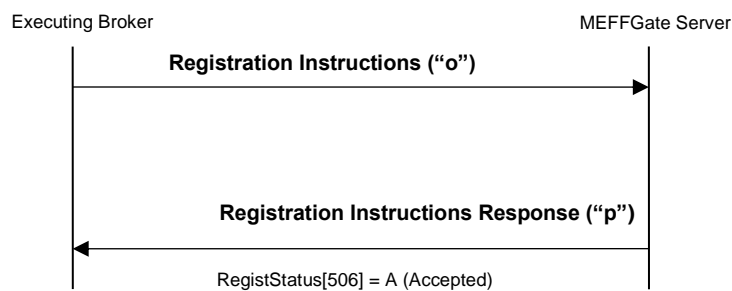 Executing Broker
MEFFGate Server
Registration Instructions (“o”)
Registration Instructions Response (“p”)
RegistStatus[506] = A (Accepted)